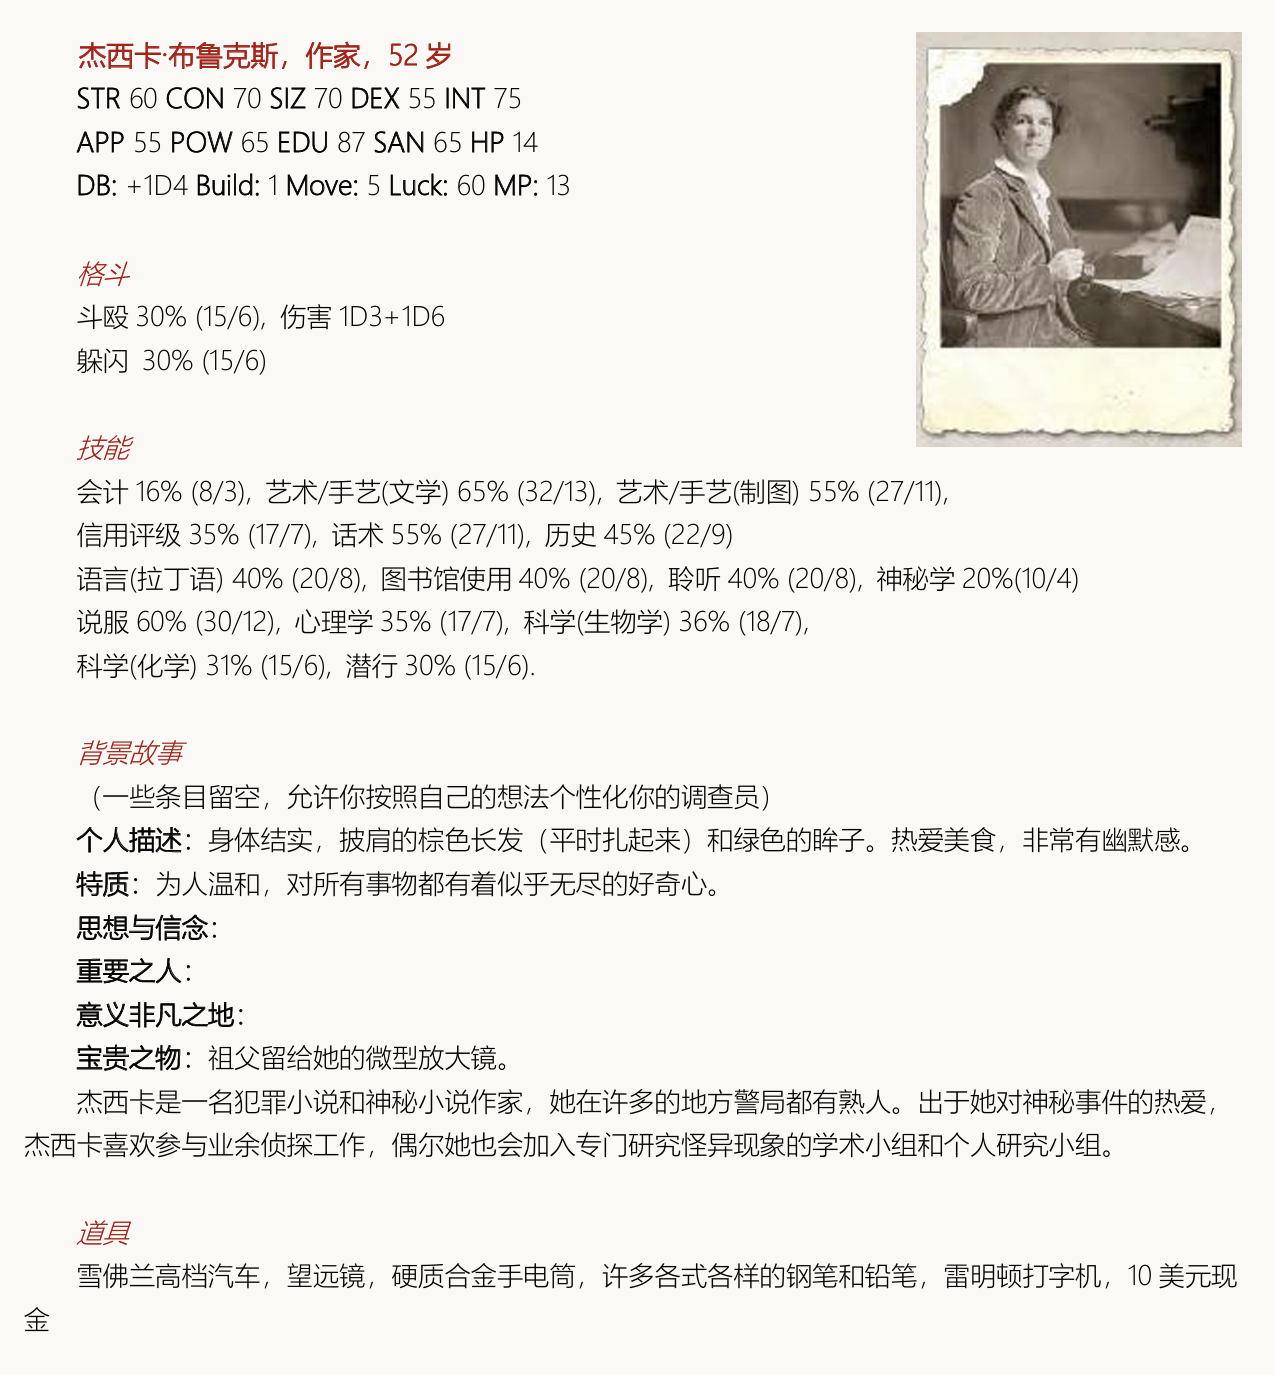 杰西卡·布鲁克斯，作家，52 岁
STR 60 CON 70 SIZ 70 DEX 55 INT 75
APP 55 POW 65 EDU 87 SAN 65 HP 14
DB: +1D4 Build: 1 Move: 5 Luck: 60 MP: 13
格斗
斗殴 30% (15/6)，伤害 1D3+1D6
躲闪 30% (15/6)
技能
会计 16% (8/3)，艺术/手艺(文学) 65% (32/13)，艺术/手艺(制图) 55% (27/11)，
信用评级 35% (17/7)，话术 55% (27/11)，历史 45% (22/9)
语言(拉丁语) 40% (20/8)，图书馆使用 40% (20/8)，聆听 40% (20/8)，神秘学 20%(10/4)
说服 60% (30/12)，心理学 35% (17/7)，科学(生物学) 36% (18/7)，
科学(化学) 31% (15/6)，潜行 30% (15/6).
背景故事
（一些条目留空，允许你按照自己的想法个性化你的调查员）
个人描述：身体结实，披肩的棕色长发（平时扎起来）和绿色的眸子。热爱美食，非常有幽默感。
特质：为人温和，对所有事物都有着似乎无尽的好奇心。
思想与信念：
重要之人：
意义非凡之地：
宝贵之物：祖父留给她的微型放大镜。
杰西卡是一名犯罪小说和神秘小说作家，她在许多的地方警局都有熟人。出于她对神秘事件的热爱，
杰西卡喜欢参与业余侦探工作，偶尔她也会加入专门研究怪异现象的学术小组和个人研究小组。
道具
雪佛兰高档汽车，望远镜，硬质合金手电筒，许多各式各样的钢笔和铅笔，雷明顿打字机，10 美元现
金